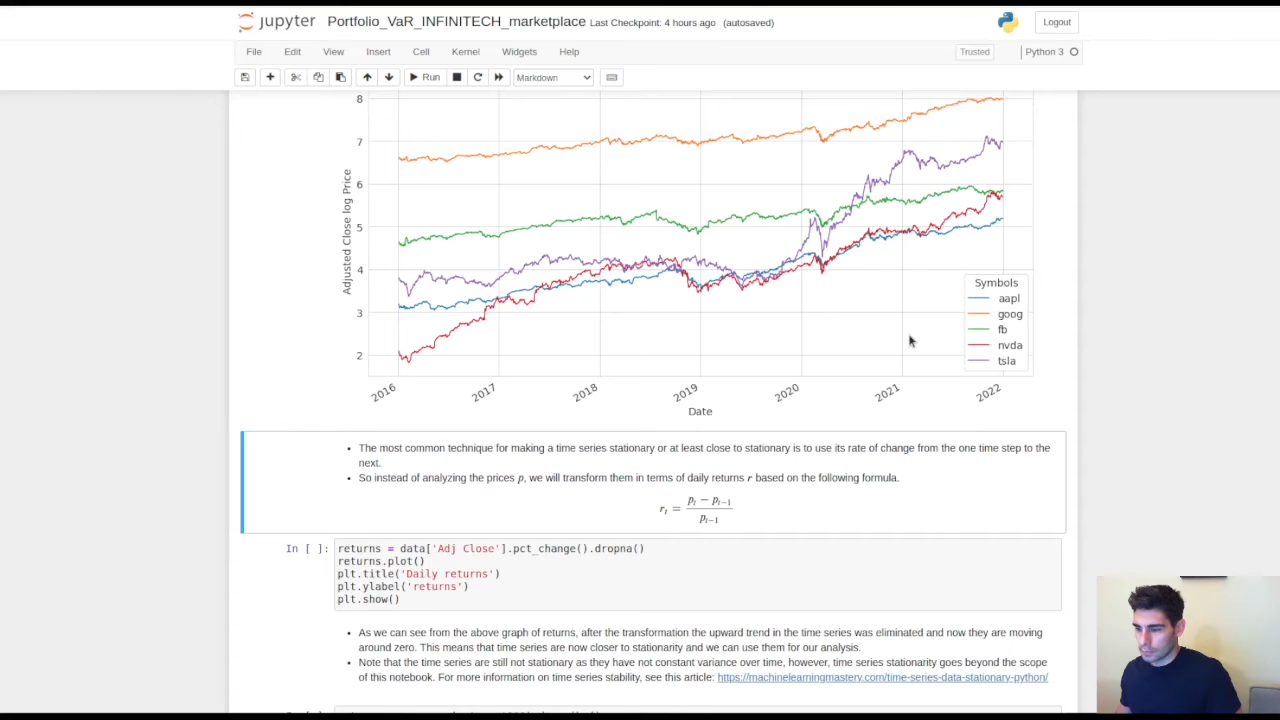 jupyter Portfolio_VaR_INFINITECH_marketplace Last Checkpoint: 4 hours ago (autosaved)
Logout
File Edit View Insert Cell Kernel Widgets Help
Trusted
Python 3
Run
Markdown
8
7
6
5
4
3
2
Adjusted Close log Price
Symbols
aapl
goog
fb
nvda
tsla
2016 2017 2018 2019 2020 2021 2022
Date
• The most common technique for making a time series stationary or at least close to stationary is to use its rate of change from the one time step to the
next.
• So instead of analyzing the prices p, we will transform them in terms of daily returns r based on the following formula.
r_t = (p_t − p_{t−1}) / p_{t−1}
In [ ]: returns = data['Adj Close'].pct_change().dropna()
returns.plot()
plt.title('Daily returns')
plt.ylabel('returns')
plt.show()
• As we can see from the above graph of returns, after the transformation the upward trend in the time series was eliminated and now they are moving
around zero. This means that time series are now closer to stationarity and we can use them for our analysis.
• Note that the time series are still not stationary as they have not constant variance over time, however, time series stationarity goes beyond the scope
of this notebook. For more information on time series stability, see this article: https://machinelearningmastery.com/time-series-data-stationary-python/